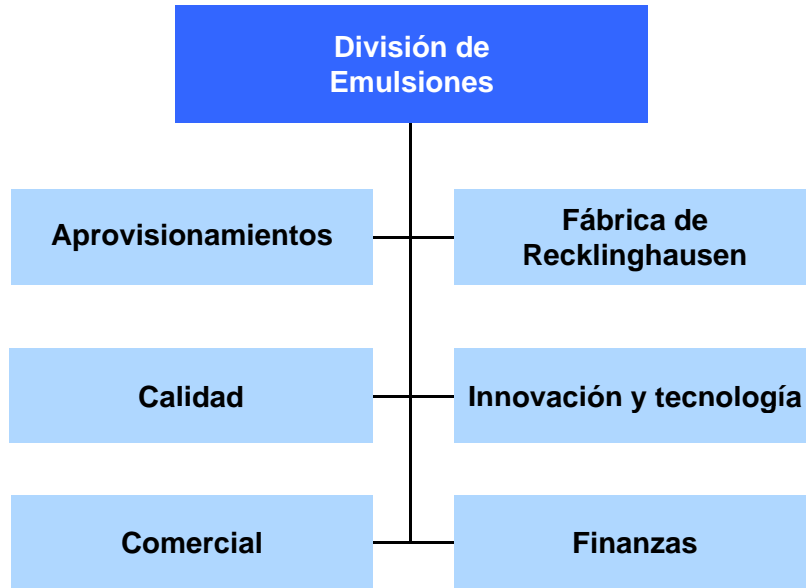 División de
Emulsiones
Aprovisionamientos
Fábrica de
Recklinghausen
Calidad
Innovación y tecnología
Comercial
Finanzas